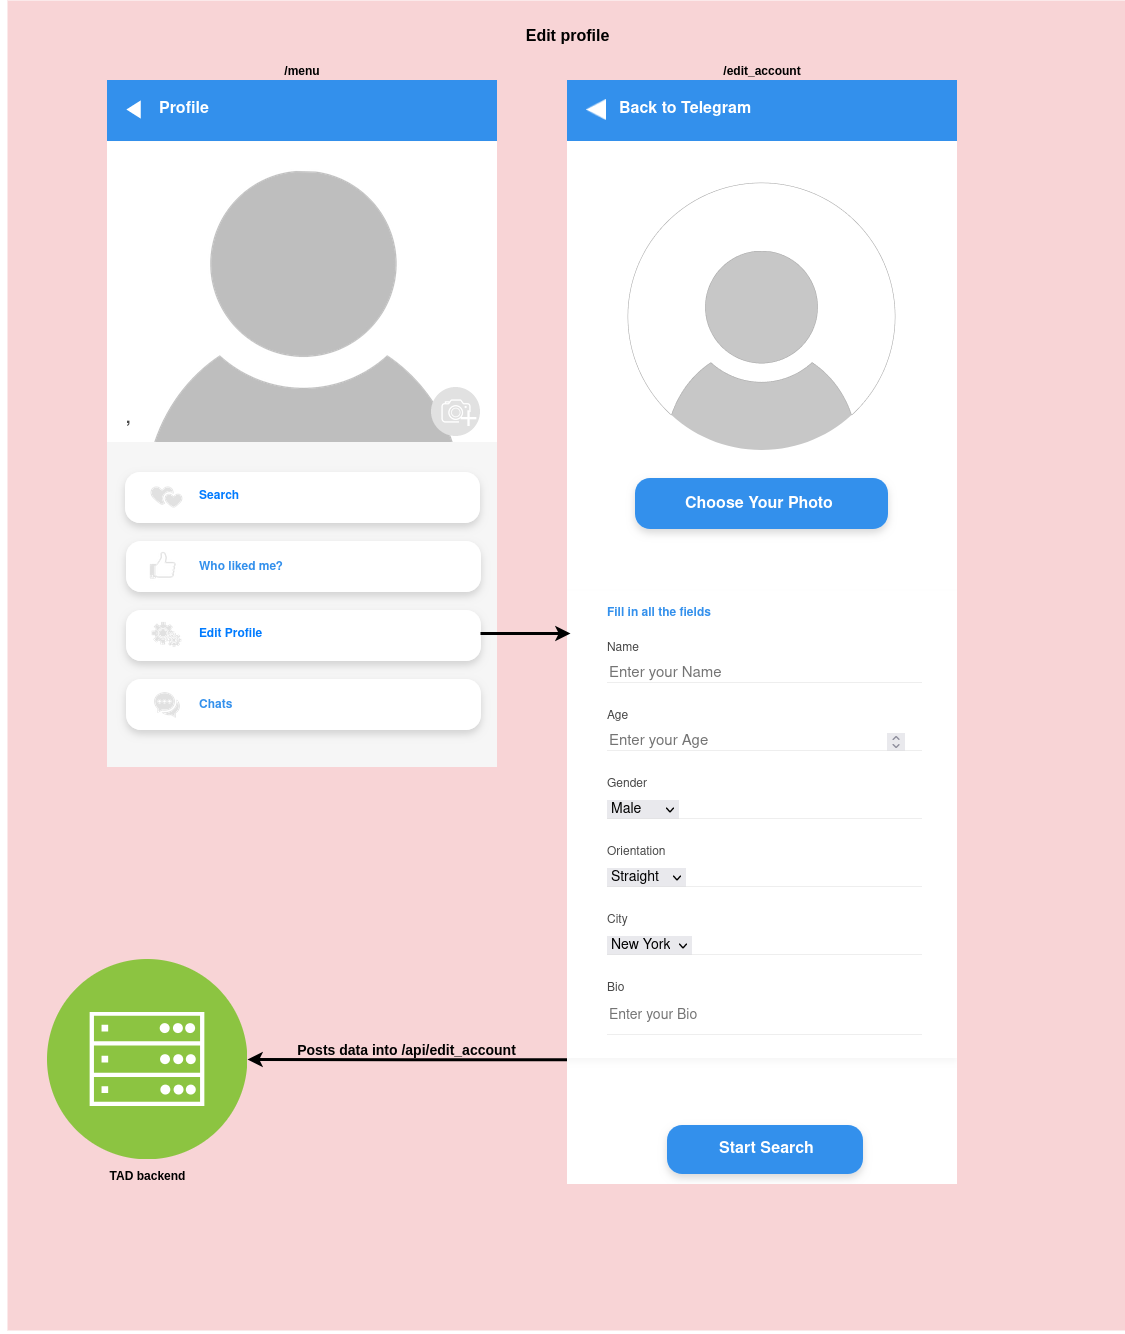 Edit profile
/menu
Profile
,
Search
Who liked me?
Edit Profile
Chats
/edit_account
Back to Telegram
Choose Your Photo
Fill in all the fields
Name
Enter your Name
Age
Enter your Age
Gender
Male
Orientation
Straight
City
New York
Bio
Enter your Bio
Start Search
Posts data into /api/edit_account
TAD backend